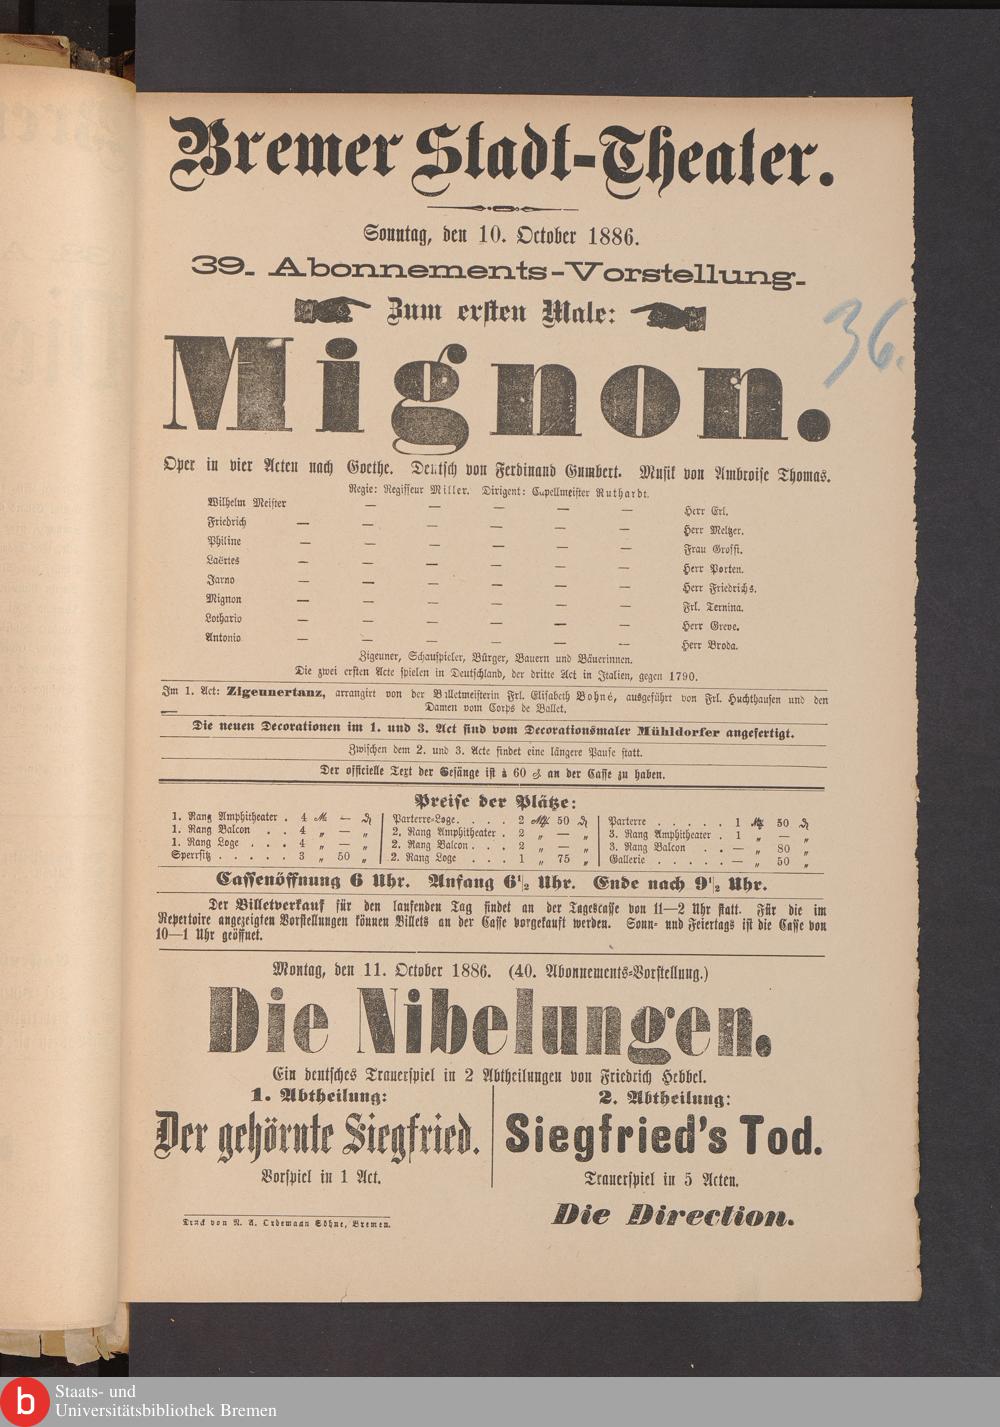 Bremer Stadt-Theater.
Sonntag, den 10. October 1886.
39. Abonnements-Vorstellung.
Zum ersten Male:
36.
Mignon.
Oper in vier Acten nach Goethe. Deutsch von Ferdinand Gumbert. Musik von Ambroise Thomas.
Regie: Regisseur Miller. Dirigent: Capellmeister Ruthardt.
Wilhelm Meister — — — — — Herr Erl.
Friedrich — — — — — — Herr Meltzer.
Philine — — — — — — Frau Grossi.
Laërtes — — — — — — Herr Porten.
Jarno — — — — — — Herr Friedrichs.
Mignon — — — — — — Frl. Ternina.
Lothario — — — — — — Herr Greve.
Antonio — — — — — — Herr Broda.
Zigeuner, Schauspieler, Bürger, Bauern und Bäuerinnen.
Die zwei ersten Acte spielen in Deutschland, der dritte Act in Italien, gegen 1790.
Im 1. Act: Zigeunertanz, arrangirt von der Balletmeisterin Frl. Elisabeth Bohné, ausgeführt von Frl. Huchthausen und den
Damen vom Corps de Ballet.
Die neuen Decorationen im 1. und 3. Act sind vom Decorationsmaler Mühldorfer angefertigt.
Zwischen dem 2. und 3. Acte findet eine längere Pause statt.
Der officielle Text der Gesänge ist à 60 ₰ an der Casse zu haben.
Preise der Plätze:
1. Rang Amphitheater . 4 ℳ — ₰
1. Rang Balcon . . 4 „ — „
1. Rang Loge . . . 4 „ — „
Sperrsitz . . . . . 3 „ 50 „
Parterre-Loge. . . . 2 ℳ 50 ₰
2. Rang Amphitheater . 2 „ — „
2. Rang Balcon . . . 2 „ — „
2. Rang Loge . . . 1 „ 75 „
Parterre . . . . . 1 ℳ 50 ₰
3. Rang Amphitheater . 1 „ — „
3. Rang Balcon . . — „ 80 „
Gallerie . . . . . — „ 50 „
Cassenöffnung 6 Uhr. Anfang 6½ Uhr. Ende nach 9½ Uhr.
Der Billetverkauf für den laufenden Tag findet an der Tagescasse von 11—2 Uhr statt. Für die im
Repertoire angezeigten Vorstellungen können Billets an der Casse vorgekauft werden. Sonn- und Feiertags ist die Casse von
10—1 Uhr geöffnet.
Montag, den 11. October 1886. (40. Abonnements-Vorstellung.)
Die Nibelungen.
Ein deutsches Trauerspiel in 2 Abtheilungen von Friedrich Hebbel.
1. Abtheilung:
Der gehörnte Siegfried.
Vorspiel in 1 Act.
2. Abtheilung:
Siegfried's Tod.
Trauerspiel in 5 Acten.
Die Direction.
Druck von N. A. Ordemann Söhne, Bremen.
b
Staats- und
Universitätsbibliothek Bremen